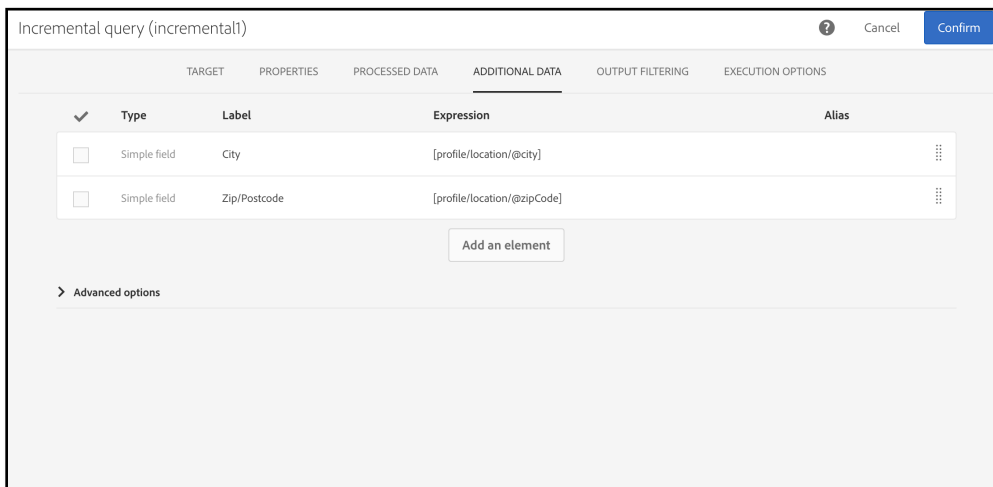 Incremental query (incremental1) ? Cancel Confirm
TARGET PROPERTIES PROCESSED DATA ADDITIONAL DATA OUTPUT FILTERING EXECUTION OPTIONS
Type Label Expression Alias
Simple field City [profile/location/@city]
Simple field Zip/Postcode [profile/location/@zipCode]
Add an element
Advanced options